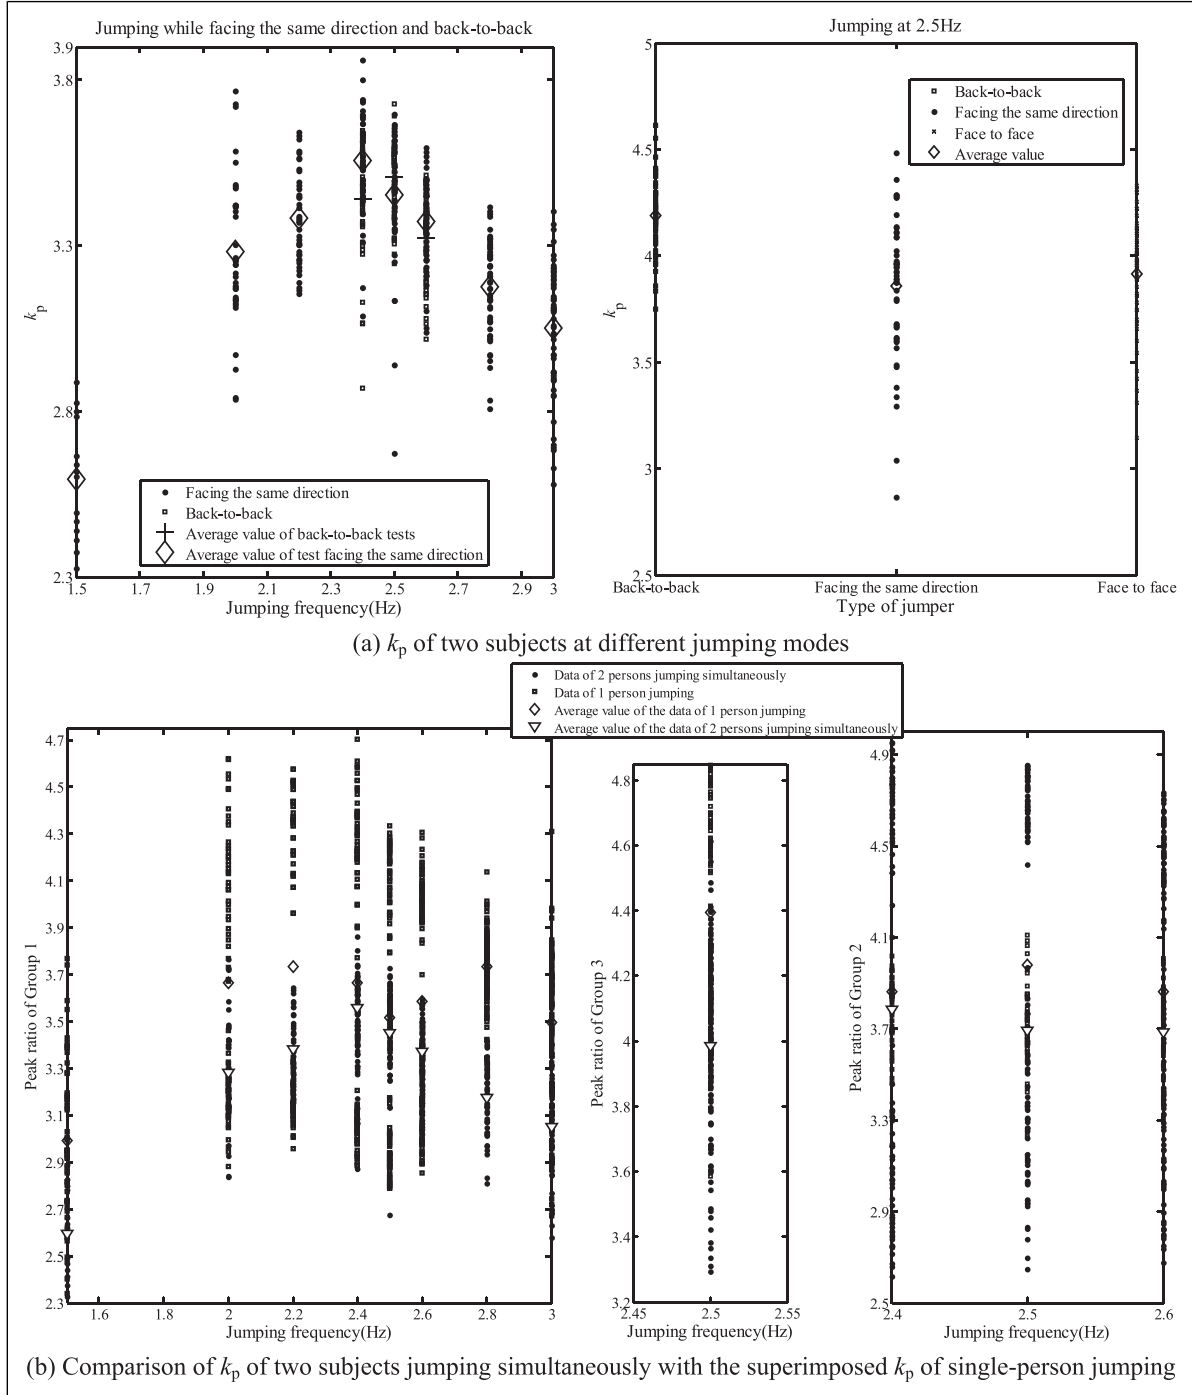 Jumping while facing the same direction and back-to-back
3.9
3.8
3.3
2.8
2.3
kp
1.5 1.7 1.9 2.1 2.3 2.5 2.7 2.9 3
Jumping frequency(Hz)
Facing the same direction
Back-to-back
Average value of back-to-back tests
Average value of test facing the same direction
Jumping at 2.5Hz
5
4.5
4
3.5
3
2.5
kp
Back-to-back
Facing the same direction
Face to face
Average value
Back-to-back Facing the same direction Face to face
Type of jumper
(a) kp of two subjects at different jumping modes
Data of 2 persons jumping simultaneously
Data of 1 person jumping
Average value of the data of 1 person jumping
Average value of the data of 2 persons jumping simultaneously
4.7
4.5
4.3
4.1
3.9
3.7
3.5
3.3
3.1
2.9
2.7
2.5
2.3
Peak ratio of Group 1
1.6 2 2.2 2.4 2.6 2.8 3
Jumping frequency(Hz)
4.8
4.6
4.4
4.2
4
3.8
3.6
3.4
3.2
Peak ratio of Group 3
2.45 2.5 2.55
Jumping frequency(Hz)
4.9
4.5
4.1
3.7
3.3
2.9
2.5
Peak ratio of Group 2
2.4 2.5 2.6
Jumping frequency(Hz)
(b) Comparison of kp of two subjects jumping simultaneously with the superimposed kp of single-person jumping